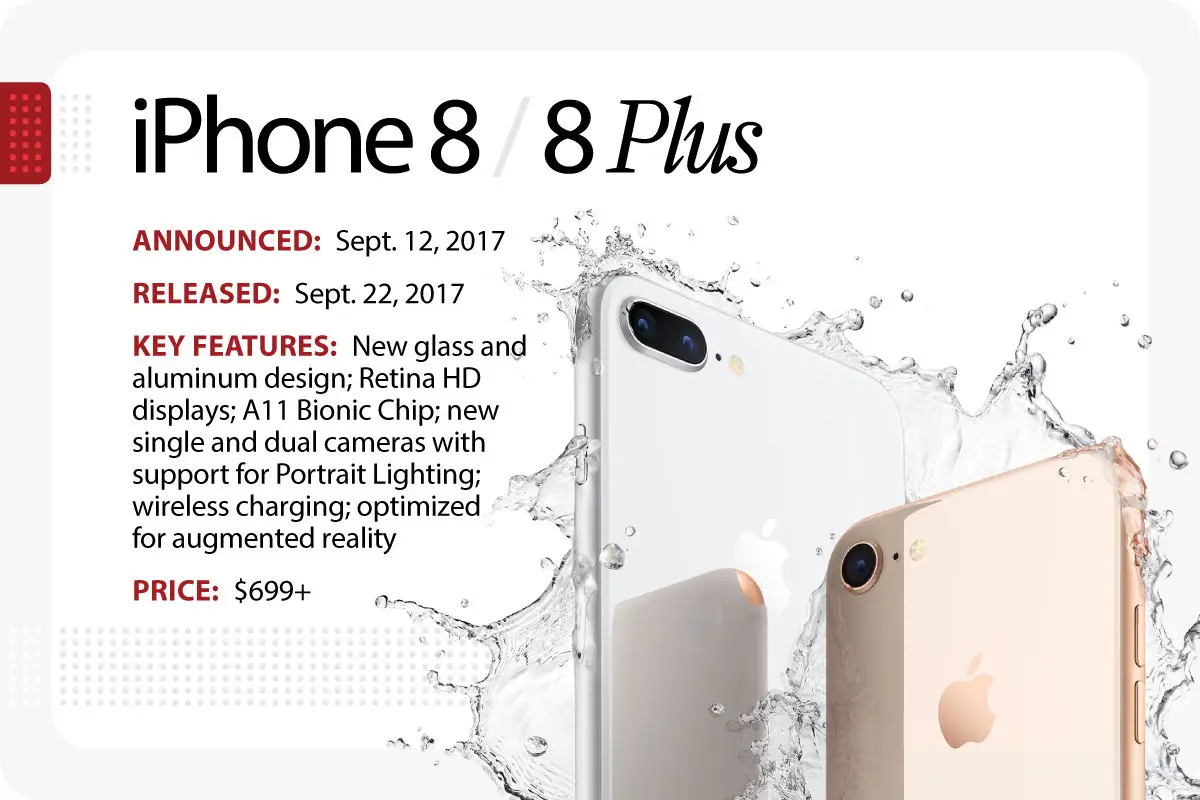 iPhone 8 / 8 Plus
ANNOUNCED: Sept. 12, 2017
RELEASED: Sept. 22, 2017
KEY FEATURES: New glass and
aluminum design; Retina HD
displays; A11 Bionic Chip; new
single and dual cameras with
support for Portrait Lighting;
wireless charging; optimized
for augmented reality
PRICE: $699+